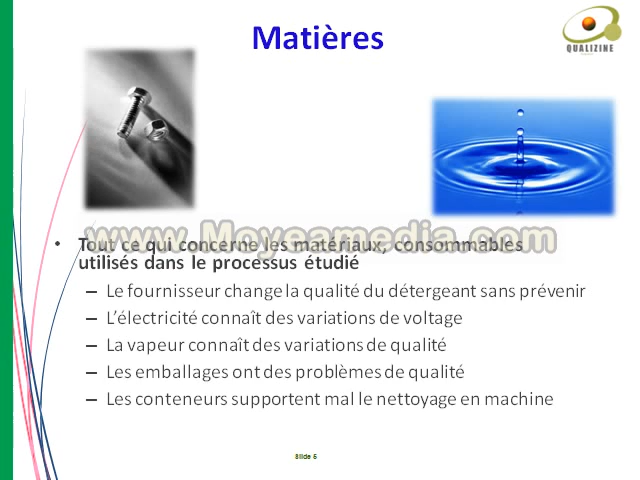 Matières
QUALIZINE
www.Moyeamedia.com
• Tout ce qui concerne les matériaux, consommables
utilisés dans le processus étudié
– Le fournisseur change la qualité du détergeant sans prévenir
– L’électricité connaît des variations de voltage
– La vapeur connaît des variations de qualité
– Les emballages ont des problèmes de qualité
– Les conteneurs supportent mal le nettoyage en machine
Slide 5